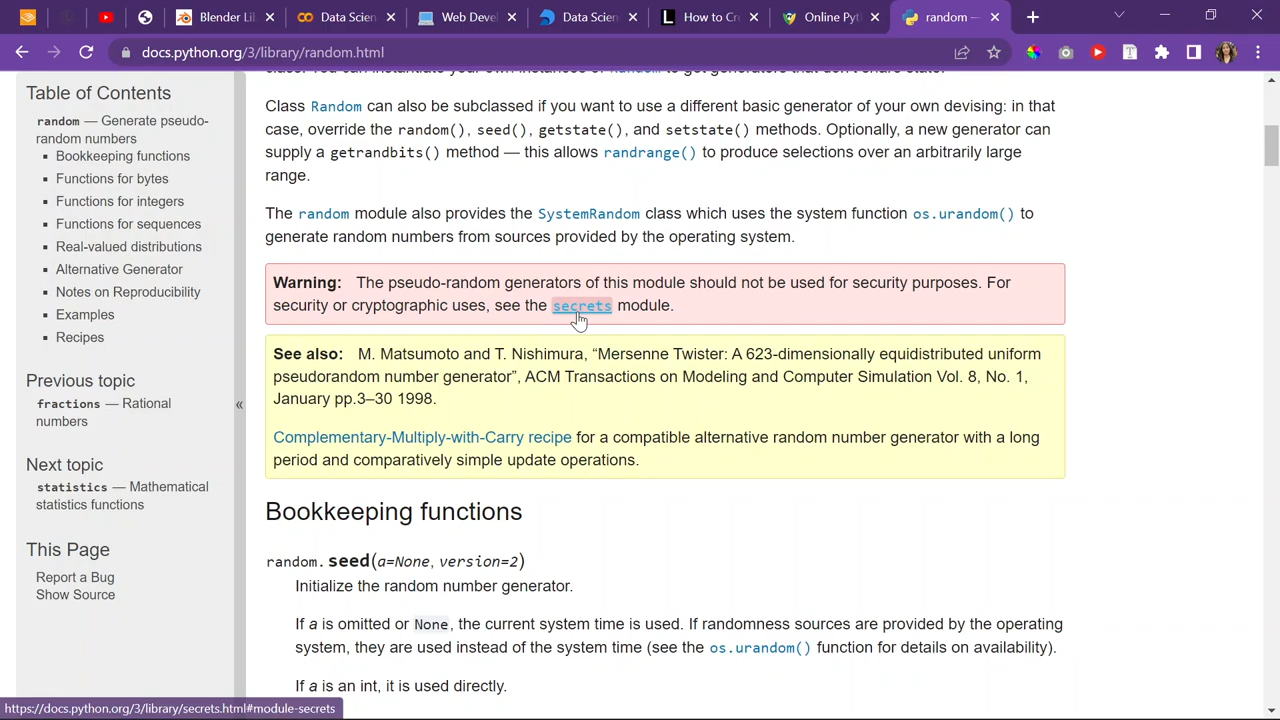 Blender Li
Data Scien
Web Devel
Data Scien
How to Cre
Online Pyt
random —
docs.python.org/3/library/random.html
Table of Contents
random — Generate pseudo-
random numbers
Bookkeeping functions
Functions for bytes
Functions for integers
Functions for sequences
Real-valued distributions
Alternative Generator
Notes on Reproducibility
Examples
Recipes
Previous topic
fractions — Rational
numbers
Next topic
statistics — Mathematical
statistics functions
This Page
Report a Bug
Show Source
«
class. You can instantiate your own instances of Random to get generators that don't share state.
Class Random can also be subclassed if you want to use a different basic generator of your own devising: in that
case, override the random(), seed(), getstate(), and setstate() methods. Optionally, a new generator can
supply a getrandbits() method — this allows randrange() to produce selections over an arbitrarily large
range.
The random module also provides the SystemRandom class which uses the system function os.urandom() to
generate random numbers from sources provided by the operating system.
Warning: The pseudo-random generators of this module should not be used for security purposes. For
security or cryptographic uses, see the secrets module.
See also: M. Matsumoto and T. Nishimura, “Mersenne Twister: A 623-dimensionally equidistributed uniform
pseudorandom number generator”, ACM Transactions on Modeling and Computer Simulation Vol. 8, No. 1,
January pp.3–30 1998.
Complementary-Multiply-with-Carry recipe for a compatible alternative random number generator with a long
period and comparatively simple update operations.
Bookkeeping functions
random.seed(a=None, version=2)
Initialize the random number generator.
If a is omitted or None, the current system time is used. If randomness sources are provided by the operating
system, they are used instead of the system time (see the os.urandom() function for details on availability).
If a is an int, it is used directly.
https://docs.python.org/3/library/secrets.html#module-secrets